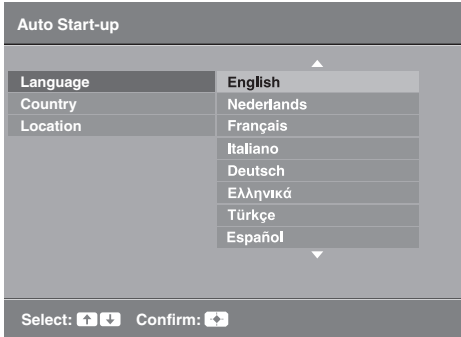 Auto Start-up
Language
English
Country
Nederlands
Location
Français
Italiano
Deutsch
Ελληνικά
Türkçe
Español
Select: Confirm: